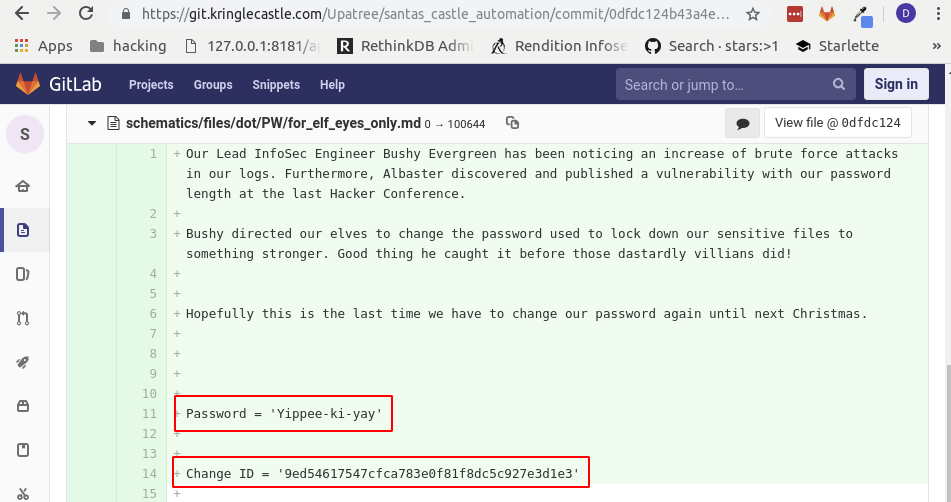 https://git.kringlecastle.com/Upatree/santas_castle_automation/commit/0dfdc124b43a4e…
D
Apps hacking 127.0.0.1:8181/a RethinkDB Admi Rendition Infose Search · stars:>1 Starlette »
GitLab Projects Groups Snippets Help Search or jump to... Sign in
S
schematics/files/dot/PW/for_elf_eyes_only.md 0 → 100644 View file @ 0dfdc124
1 + Our Lead InfoSec Engineer Bushy Evergreen has been noticing an increase of brute force attacks
in our logs. Furthermore, Albaster discovered and published a vulnerability with our password
length at the last Hacker Conference.
2 +
3 + Bushy directed our elves to change the password used to lock down our sensitive files to
something stronger. Good thing he caught it before those dastardly villians did!
4 +
5 +
6 + Hopefully this is the last time we have to change our password again until next Christmas.
7 +
8 +
9 +
10 +
11 + Password = 'Yippee-ki-yay'
12 +
13 +
14 + Change ID = '9ed54617547cfca783e0f81f8dc5c927e3d1e3'
15 +